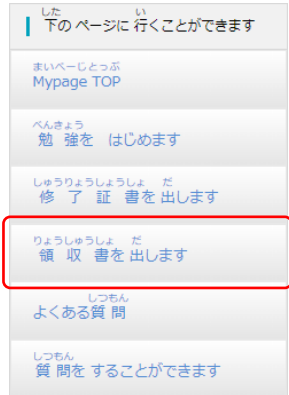 した い
下の ページに 行くことができます
まいぺーじとっぷ
Mypage TOP
べんきょう
勉 強を はじめます
しゅうりょうしょうしょ だ
修 了 証 書を 出します
りょうしゅうしょ だ
領 収 書を 出します
しつもん
よくある質 問
しつもん
質 問を することができます